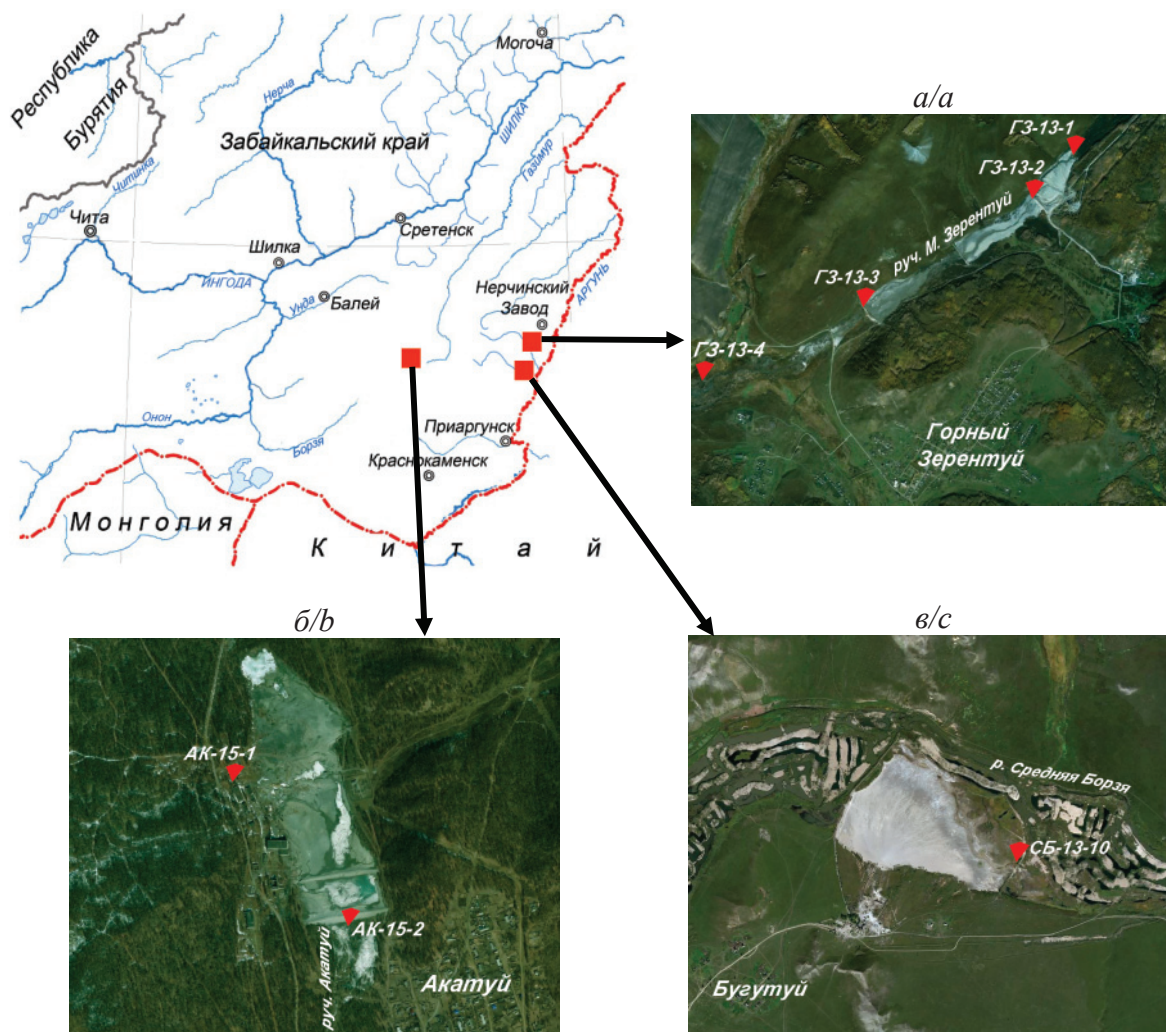 Республика
Бурятия
Могоча
Нерча
ШИЛКА
Забайкальский край
Газимур
Читинка
Чита
Сретенск
Шилка
ИНГОДА
Унда
Балей
Нерчинский
Завод
АРГУНЬ
Онон
Борзя
Приаргунск
Краснокаменск
Монголия
Китай
а/a
ГЗ-13-1
ГЗ-13-2
руч. М. Зерентуй
ГЗ-13-3
ГЗ-13-4
Горный
Зерентуй
б/b
АК-15-1
АК-15-2
руч. Акатуй
Акатуй
в/c
р. Средняя Борзя
СБ-13-10
Бугутуй